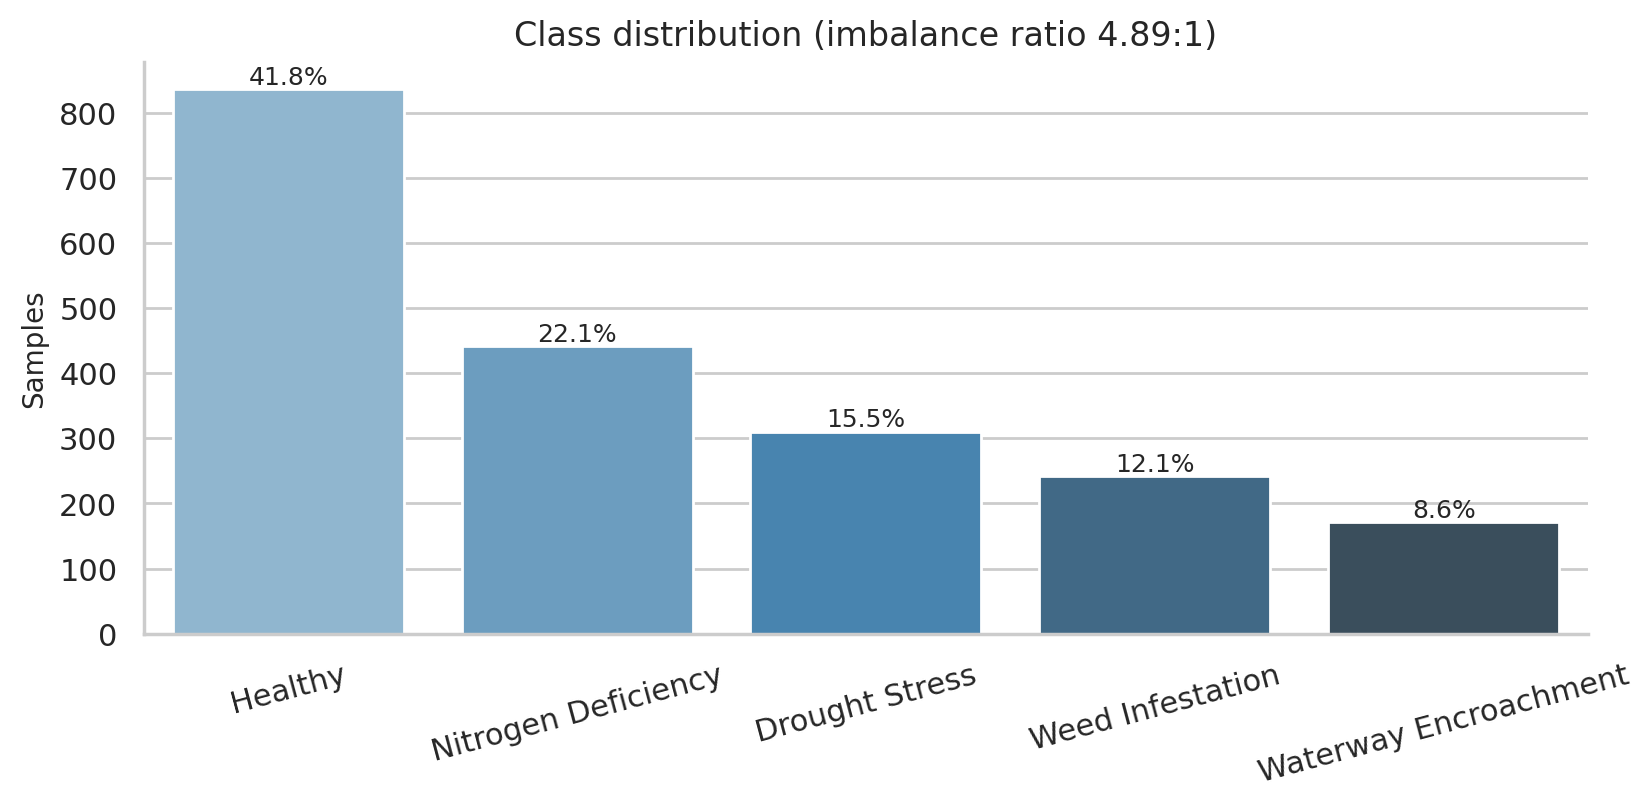 Class distribution (imbalance ratio 4.89:1)
Samples
800
700
600
500
400
300
200
100
0
41.8%
22.1%
15.5%
12.1%
8.6%
Healthy
Nitrogen Deficiency
Drought Stress
Weed Infestation
Waterway Encroachment